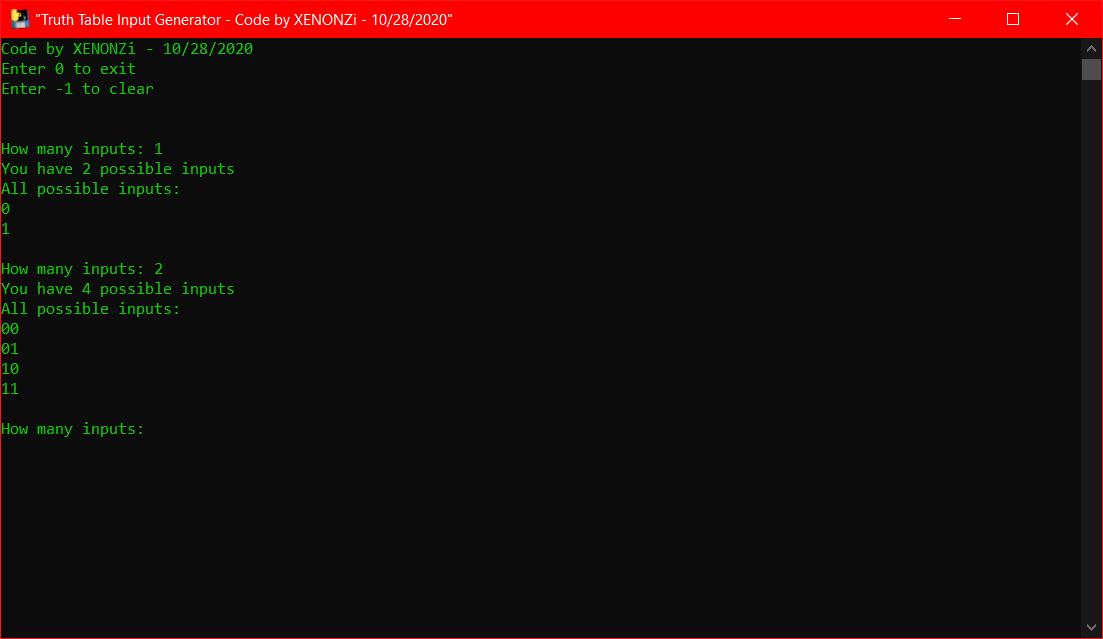 "Truth Table Input Generator - Code by XENONZi - 10/28/2020"
Code by XENONZi - 10/28/2020
Enter 0 to exit
Enter -1 to clear
How many inputs: 1
You have 2 possible inputs
All possible inputs:
0
1
How many inputs: 2
You have 4 possible inputs
All possible inputs:
00
01
10
11
How many inputs: